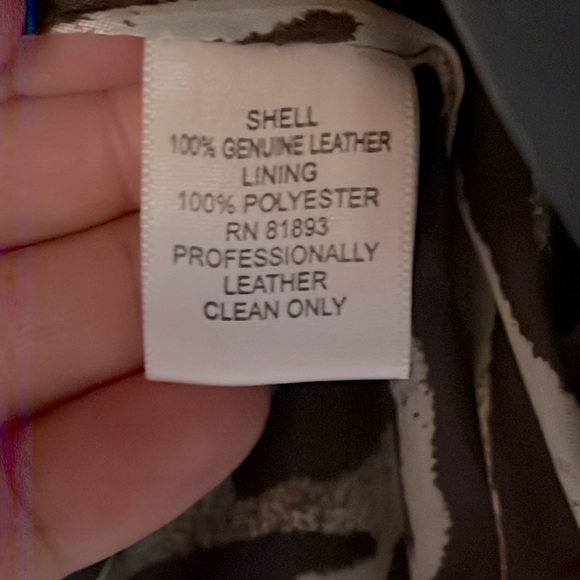 SHELL
100% GENUINE LEATHER
LINING
100% POLYESTER
RN 81893
PROFESSIONALLY
LEATHER
CLEAN ONLY